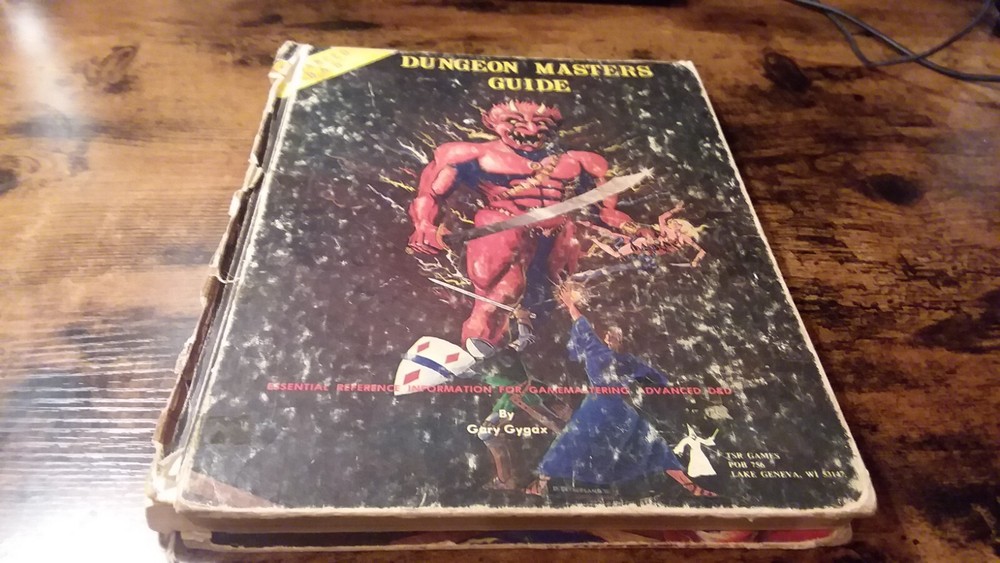 DUNGEON MASTERS
GUIDE
ESSENTIAL REFERENCE INFORMATION FOR GAMEMASTERING ADVANCED D&D
By
Gary Gygax
TSR GAMES
POB 756
LAKE GENEVA, WI 53147